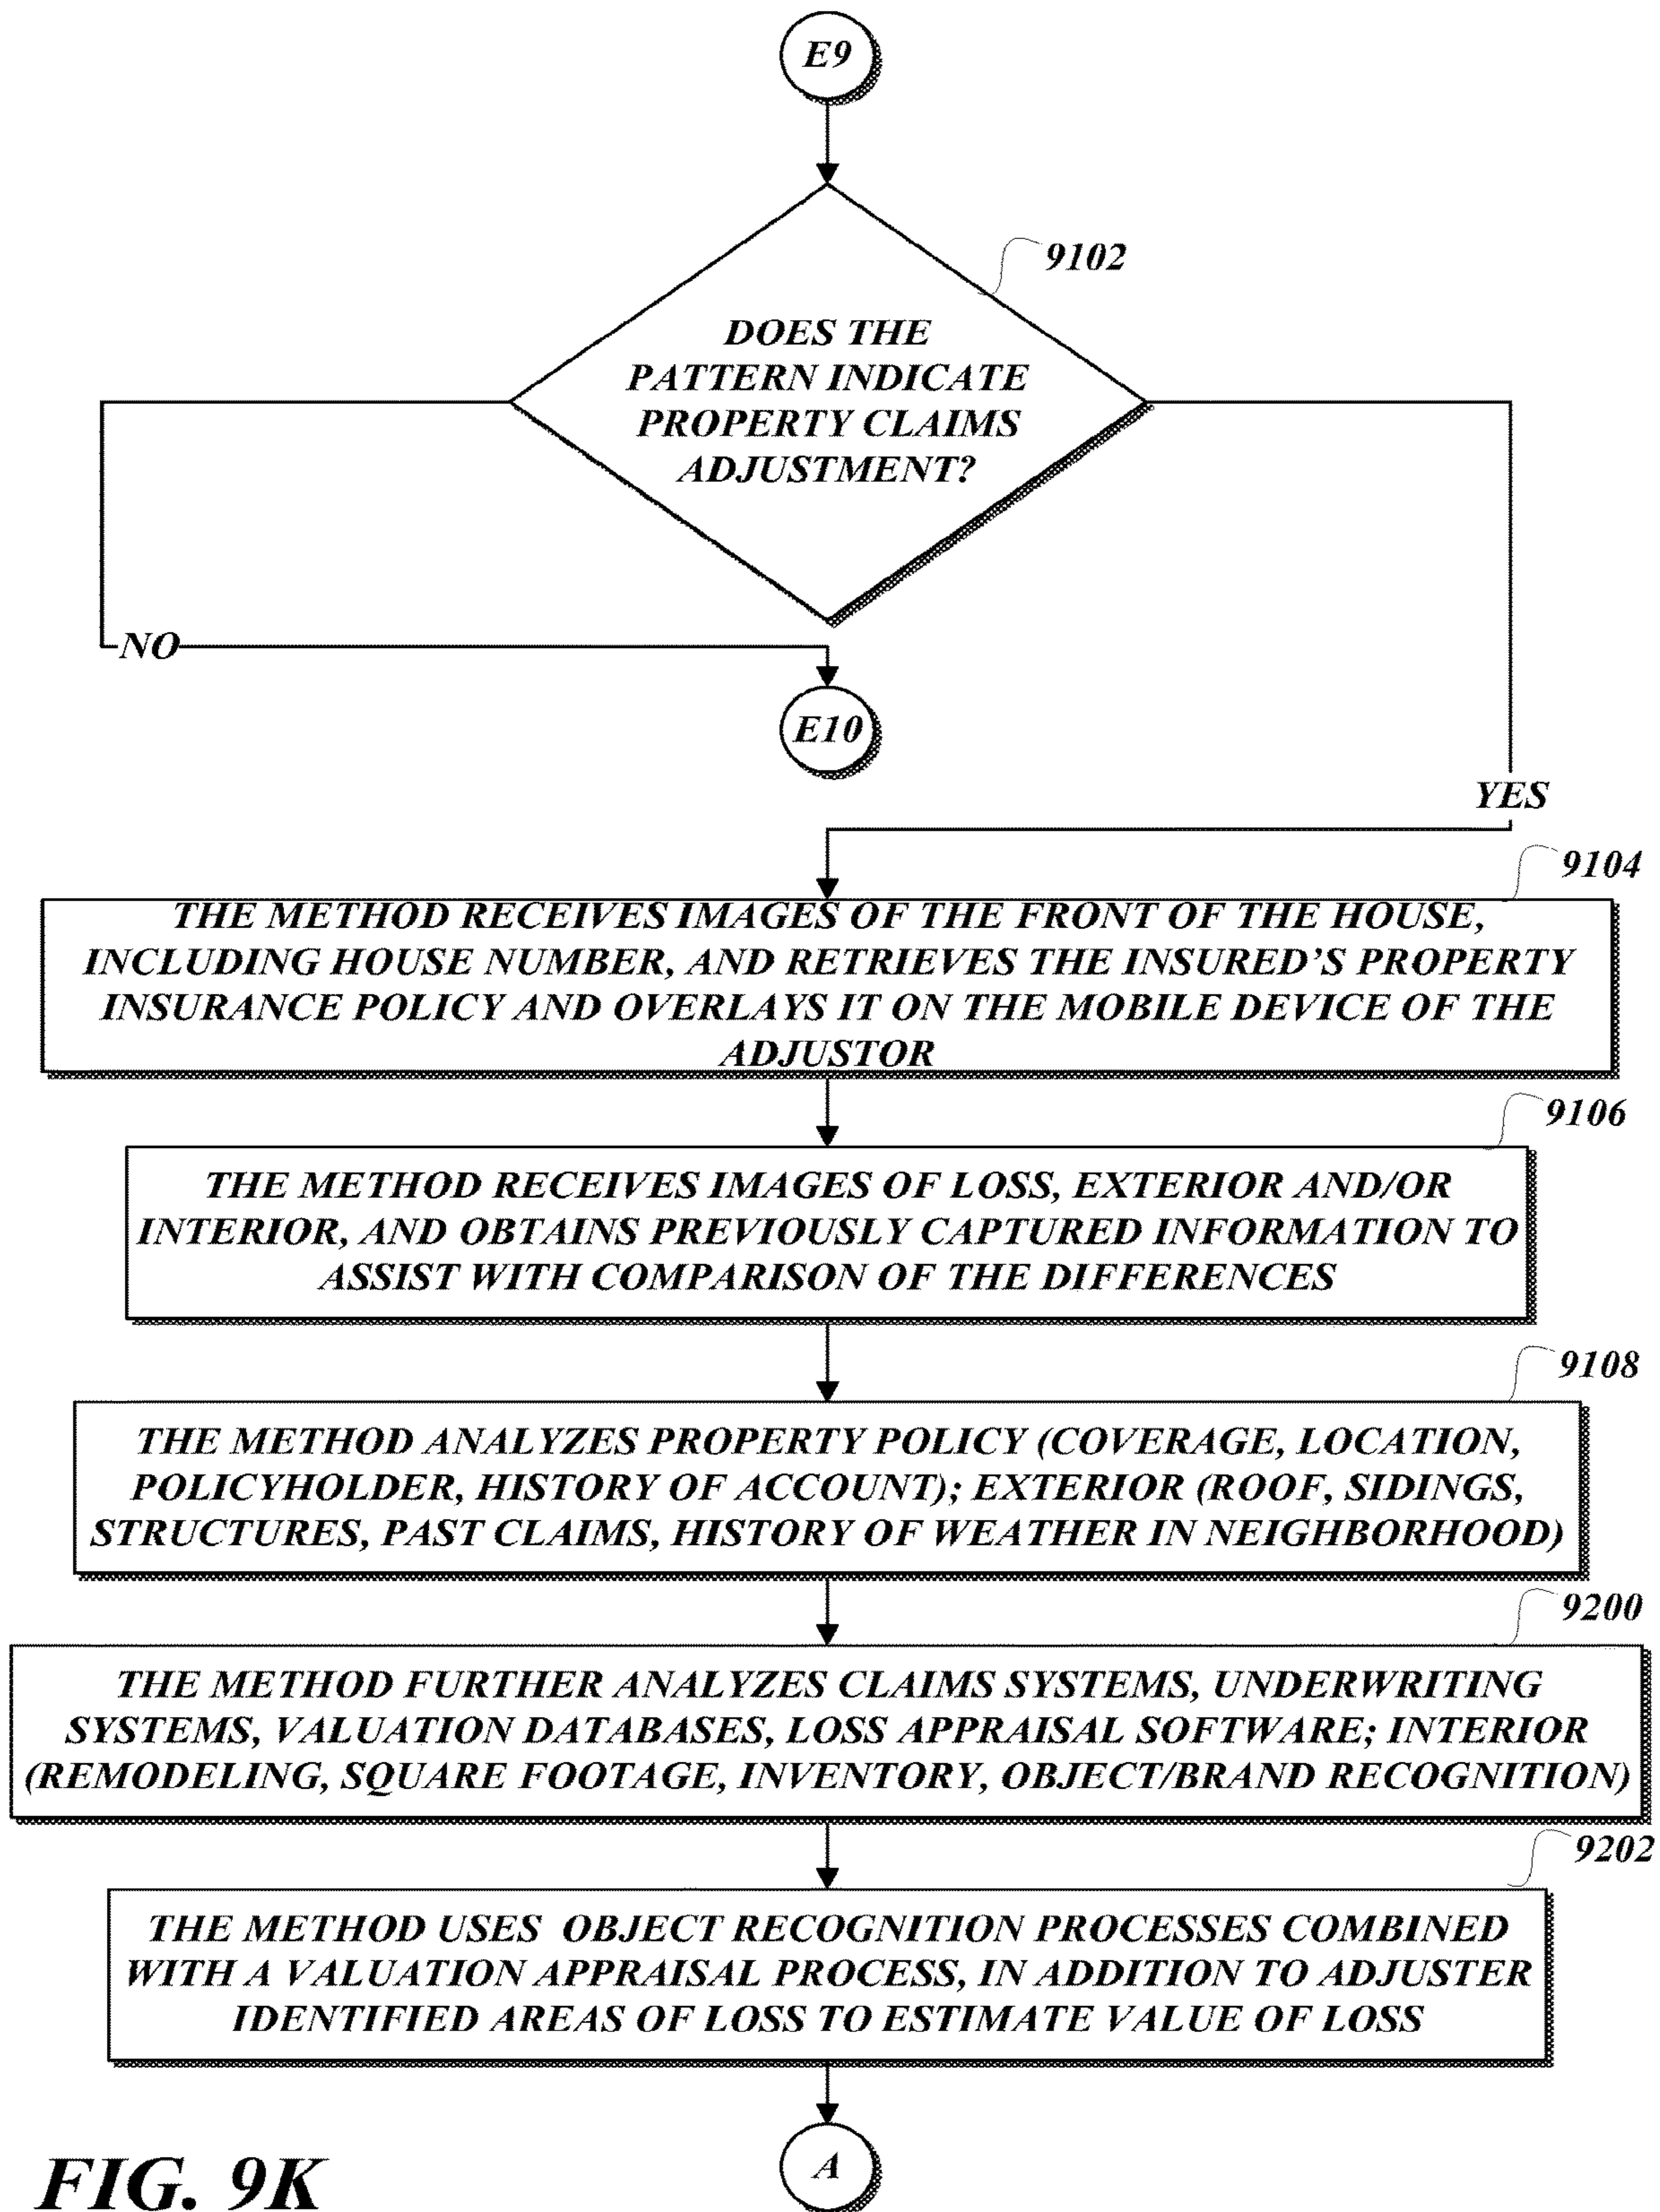 E9
9102
DOES THE
PATTERN INDICATE
PROPERTY CLAIMS
ADJUSTMENT?
NO
E10
YES
9104
THE METHOD RECEIVES IMAGES OF THE FRONT OF THE HOUSE,
INCLUDING HOUSE NUMBER, AND RETRIEVES THE INSURED'S PROPERTY
INSURANCE POLICY AND OVERLAYS IT ON THE MOBILE DEVICE OF THE
ADJUSTOR
9106
THE METHOD RECEIVES IMAGES OF LOSS, EXTERIOR AND/OR
INTERIOR, AND OBTAINS PREVIOUSLY CAPTURED INFORMATION TO
ASSIST WITH COMPARISON OF THE DIFFERENCES
9108
THE METHOD ANALYZES PROPERTY POLICY (COVERAGE, LOCATION,
POLICYHOLDER, HISTORY OF ACCOUNT); EXTERIOR (ROOF, SIDINGS,
STRUCTURES, PAST CLAIMS, HISTORY OF WEATHER IN NEIGHBORHOOD)
9200
THE METHOD FURTHER ANALYZES CLAIMS SYSTEMS, UNDERWRITING
SYSTEMS, VALUATION DATABASES, LOSS APPRAISAL SOFTWARE; INTERIOR
(REMODELING, SQUARE FOOTAGE, INVENTORY, OBJECT/BRAND RECOGNITION)
9202
THE METHOD USES OBJECT RECOGNITION PROCESSES COMBINED
WITH A VALUATION APPRAISAL PROCESS, IN ADDITION TO ADJUSTER
IDENTIFIED AREAS OF LOSS TO ESTIMATE VALUE OF LOSS
A
FIG. 9K